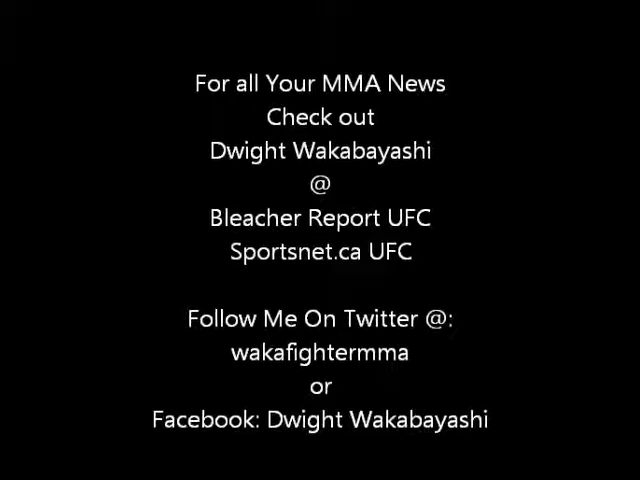 For all Your MMA News
Check out
Dwight Wakabayashi
@
Bleacher Report UFC
Sportsnet.ca UFC
Follow Me On Twitter @:
wakafightermma
or
Facebook: Dwight Wakabayashi